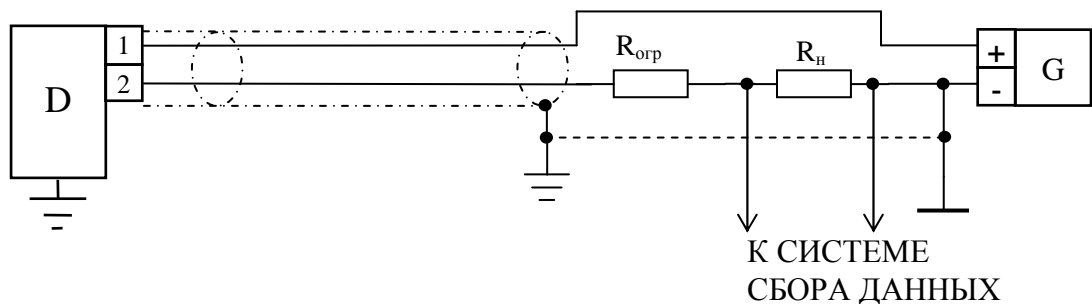 1
2
D
Rогр
Rн
+
-
G
К СИСТЕМЕ
СБОРА ДАННЫХ